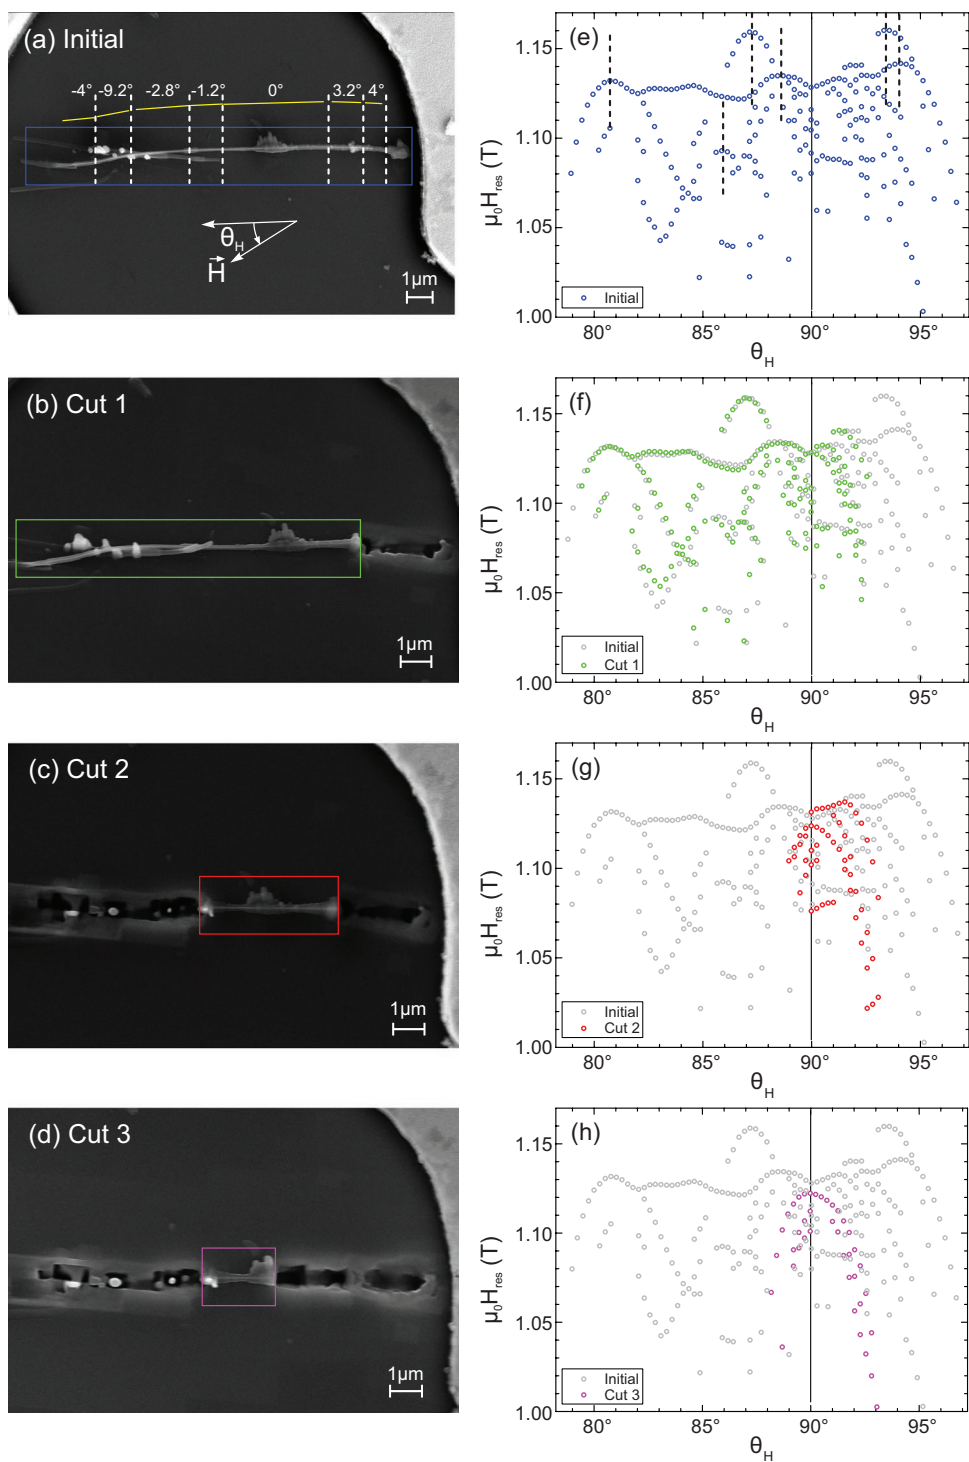 (a) Initial
-4° -9.2° -2.8° -1.2° 0° 3.2° 4°
θH
H
1μm
(e)
1.15
1.10
1.05
1.00
μ0Hres (T)
Initial
80° 85° 90° 95°
θH
(b) Cut 1
1μm
(f)
1.15
1.10
1.05
1.00
μ0Hres (T)
Initial
Cut 1
80° 85° 90° 95°
θH
(c) Cut 2
1μm
(g)
1.15
1.10
1.05
1.00
μ0Hres (T)
Initial
Cut 2
80° 85° 90° 95°
θH
(d) Cut 3
1μm
(h)
1.15
1.10
1.05
1.00
μ0Hres (T)
Initial
Cut 3
80° 85° 90° 95°
θH